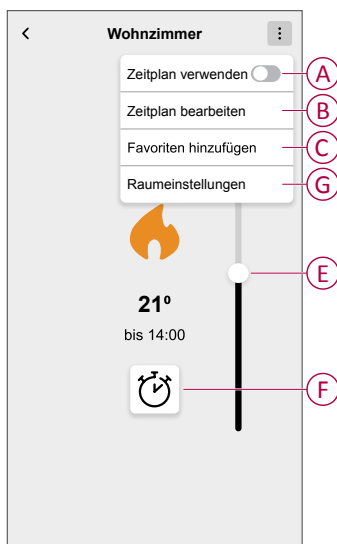 Wohnzimmer
Zeitplan verwenden A
Zeitplan bearbeiten B
Favoriten hinzufügen C
Raumeinstellungen G
E
21º
bis 14:00
F